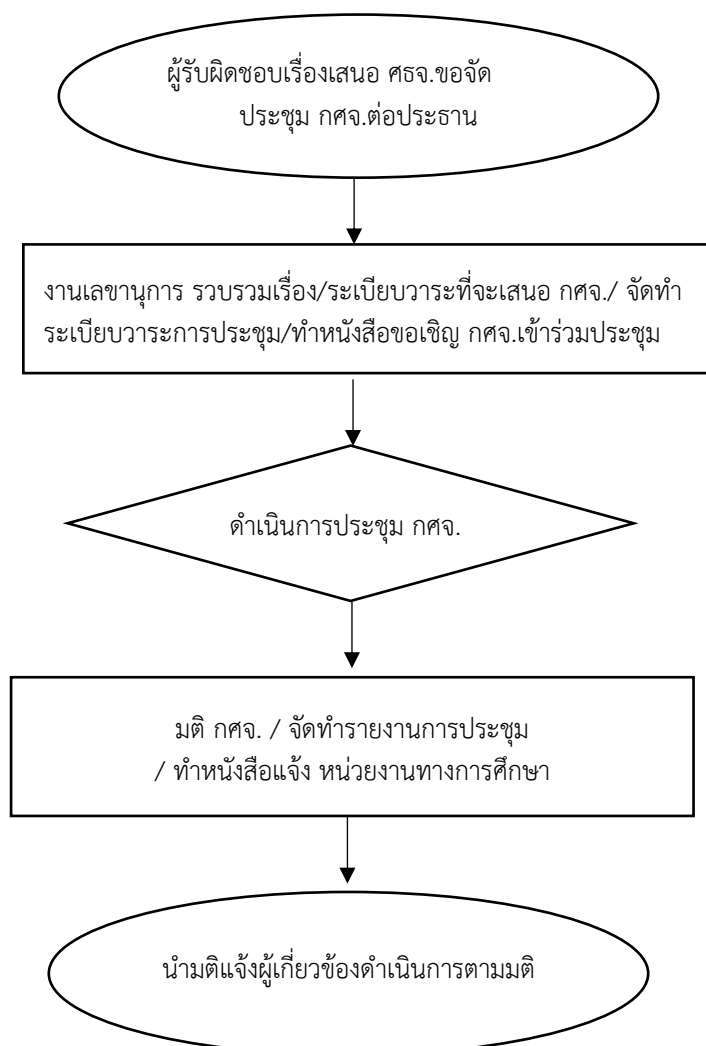 ผู้รับผิดชอบเรื่องเสนอ ศธจ.ขอจัด
ประชุม กศจ.ต่อประธาน
งานเลขานุการ รวบรวมเรื่อง/ระเบียบวาระที่จะเสนอ กศจ./ จัดทำ
ระเบียบวาระการประชุม/ทำหนังสือขอเชิญ กศจ.เข้าร่วมประชุม
ดำเนินการประชุม กศจ.
มติ กศจ. / จัดทำรายงานการประชุม
/ ทำหนังสือแจ้ง หน่วยงานทางการศึกษา
นำมติแจ้งผู้เกี่ยวข้องดำเนินการตามมติ